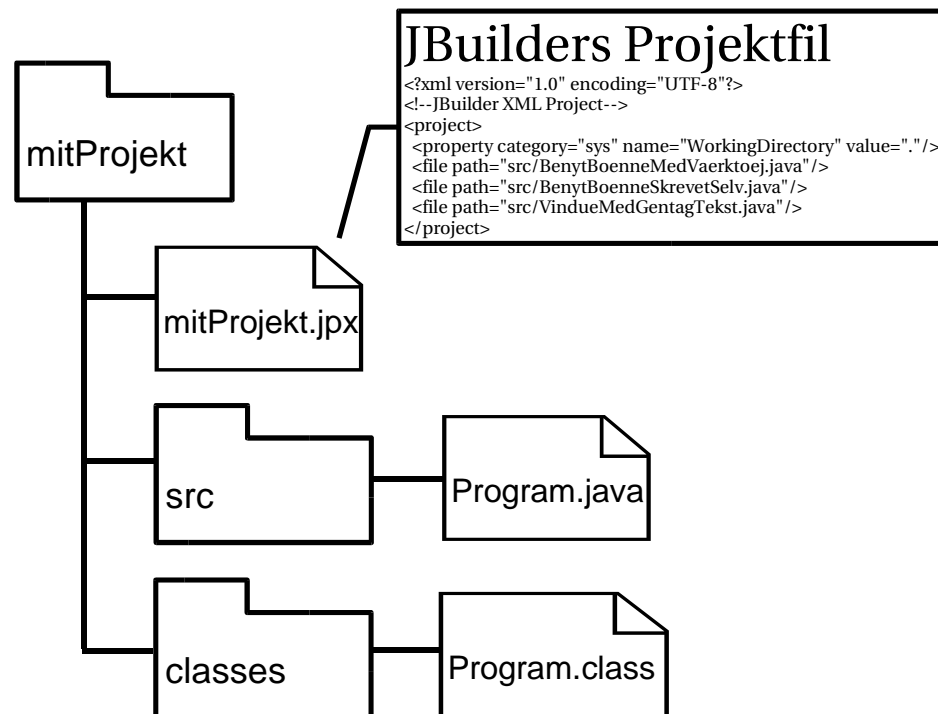 JBuilders Projektfil
<?xml version="1.0" encoding="UTF-8"?>
<!--JBuilder XML Project-->
<project>
<property category="sys" name="WorkingDirectory" value="."/>
<file path="src/BenytBoenneMedVaerktoej.java"/>
<file path="src/BenytBoenneSkrevetSelv.java"/>
<file path="src/VindueMedGentagTekst.java"/>
</project>
mitProjekt
mitProjekt.jpx
src
Program.java
classes
Program.class